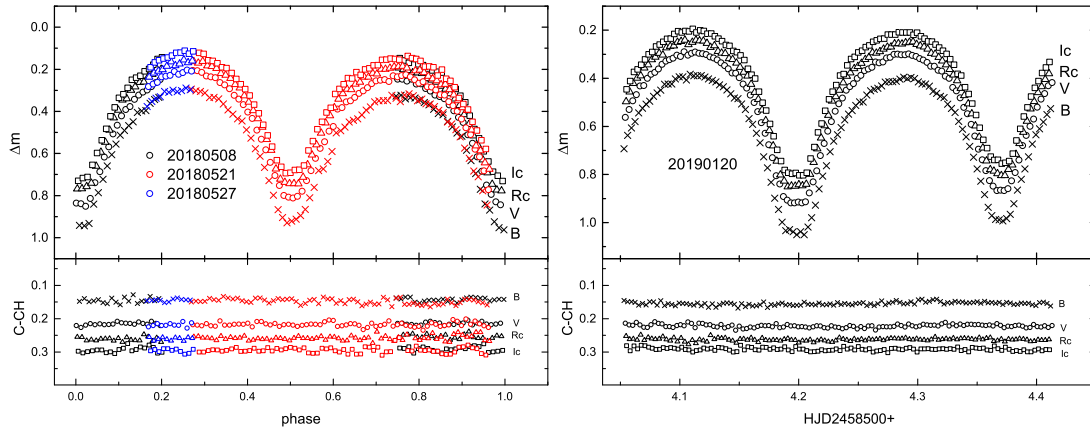 0.0
0.2
0.4
0.6
0.8
1.0
Δm
20180508
20180521
20180527
Ic
Rc
V
B
0.1
0.2
0.3
C-CH
B
V
Rc
Ic
0.0 0.2 0.4 0.6 0.8 1.0
phase
0.2
0.4
0.6
0.8
1.0
Δm
20190120
Ic
Rc
V
B
0.1
0.2
0.3
C-CH
B
V
Rc
Ic
4.1 4.2 4.3 4.4
HJD2458500+